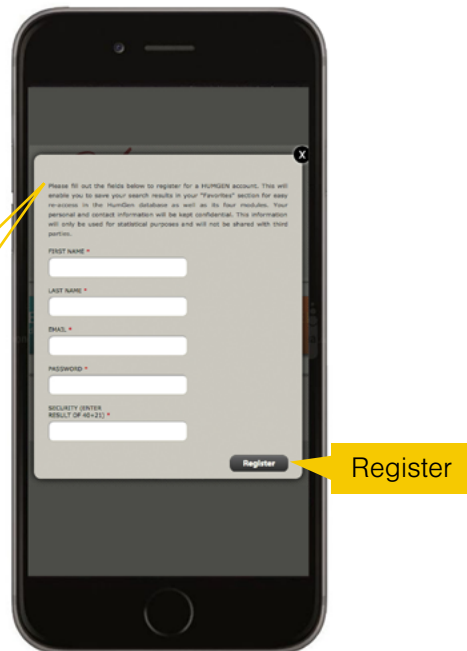 X
Please fill out the fields below to register for a HUMGEN account. This will
enable you to save your search results in your "Favorites" section for easy
re-access in the HumGen database as well as its four modules. Your
personal and contact information will be kept confidential. This information
will only be used for statistical purposes and will not be shared with third
parties.
FIRST NAME *
LAST NAME *
EMAIL *
PASSWORD *
SECURITY (ENTER
RESULT OF 40+21) *
Register
Register